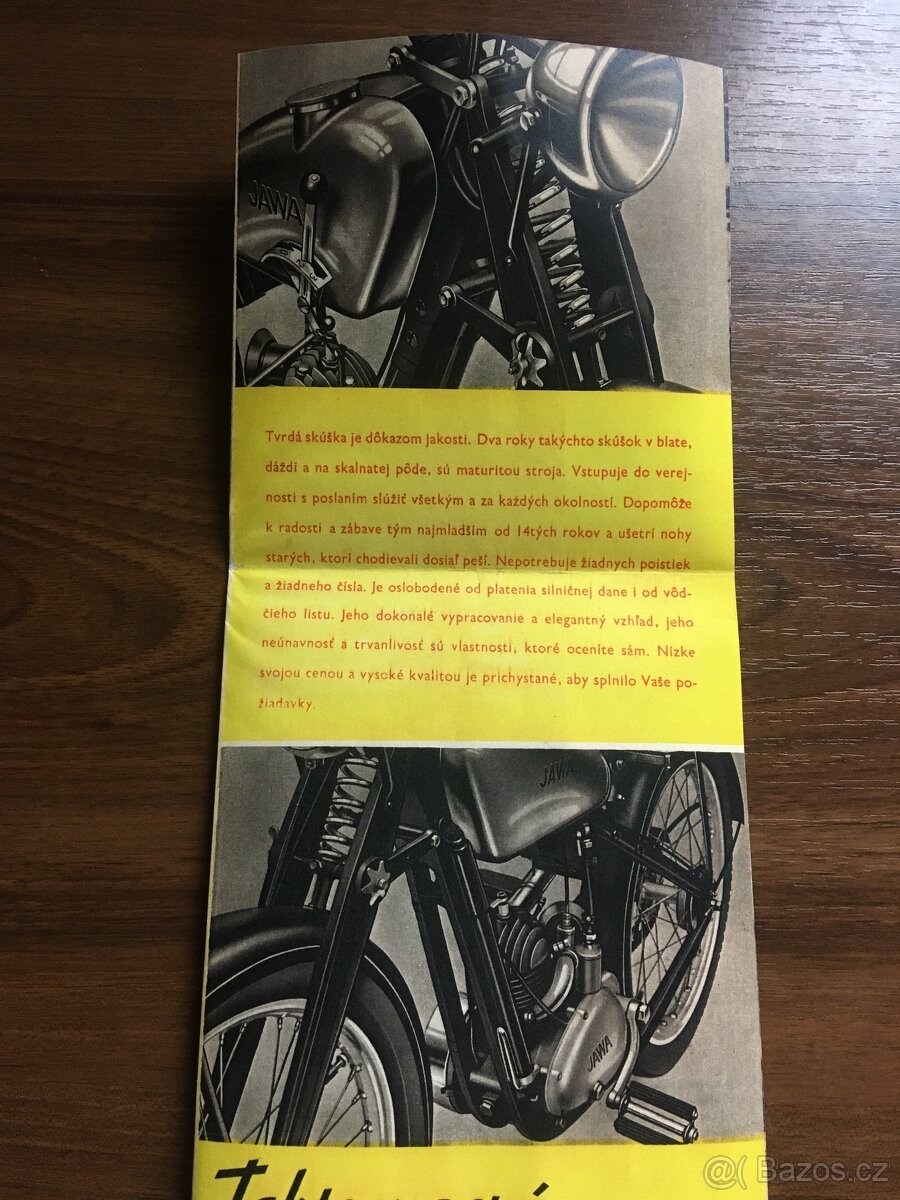 JAWA
Tvrdá skúška je dôkazom jakosti. Dva roky takýchto skúšok v blate,
dáždi a na skalnatej pôde, sú maturitou stroja. Vstupuje do verej-
nosti s poslaním slúžiť všetkým a za každých okolností. Dopomôže
k radosti a zábave tým najmladším od 14tých rokov a ušetrí nohy
starých, ktorí chodievali dosiaľ peší. Nepotrebuje žiadnych poistiek
a žiadneho čísla. Je oslobodené od platenia silničnej dane i od vôd-
čieho listu. Jeho dokonalé vypracovanie a elegantný vzhľad, jeho
neúnavnosť a trvanlivosť sú vlastnosti, ktoré oceníte sám. Nízke
svojou cenou a vysoké kvalitou je prichystané, aby splnilo Vaše po-
žiadavky.
JAWA
JAWA
Bazos.cz